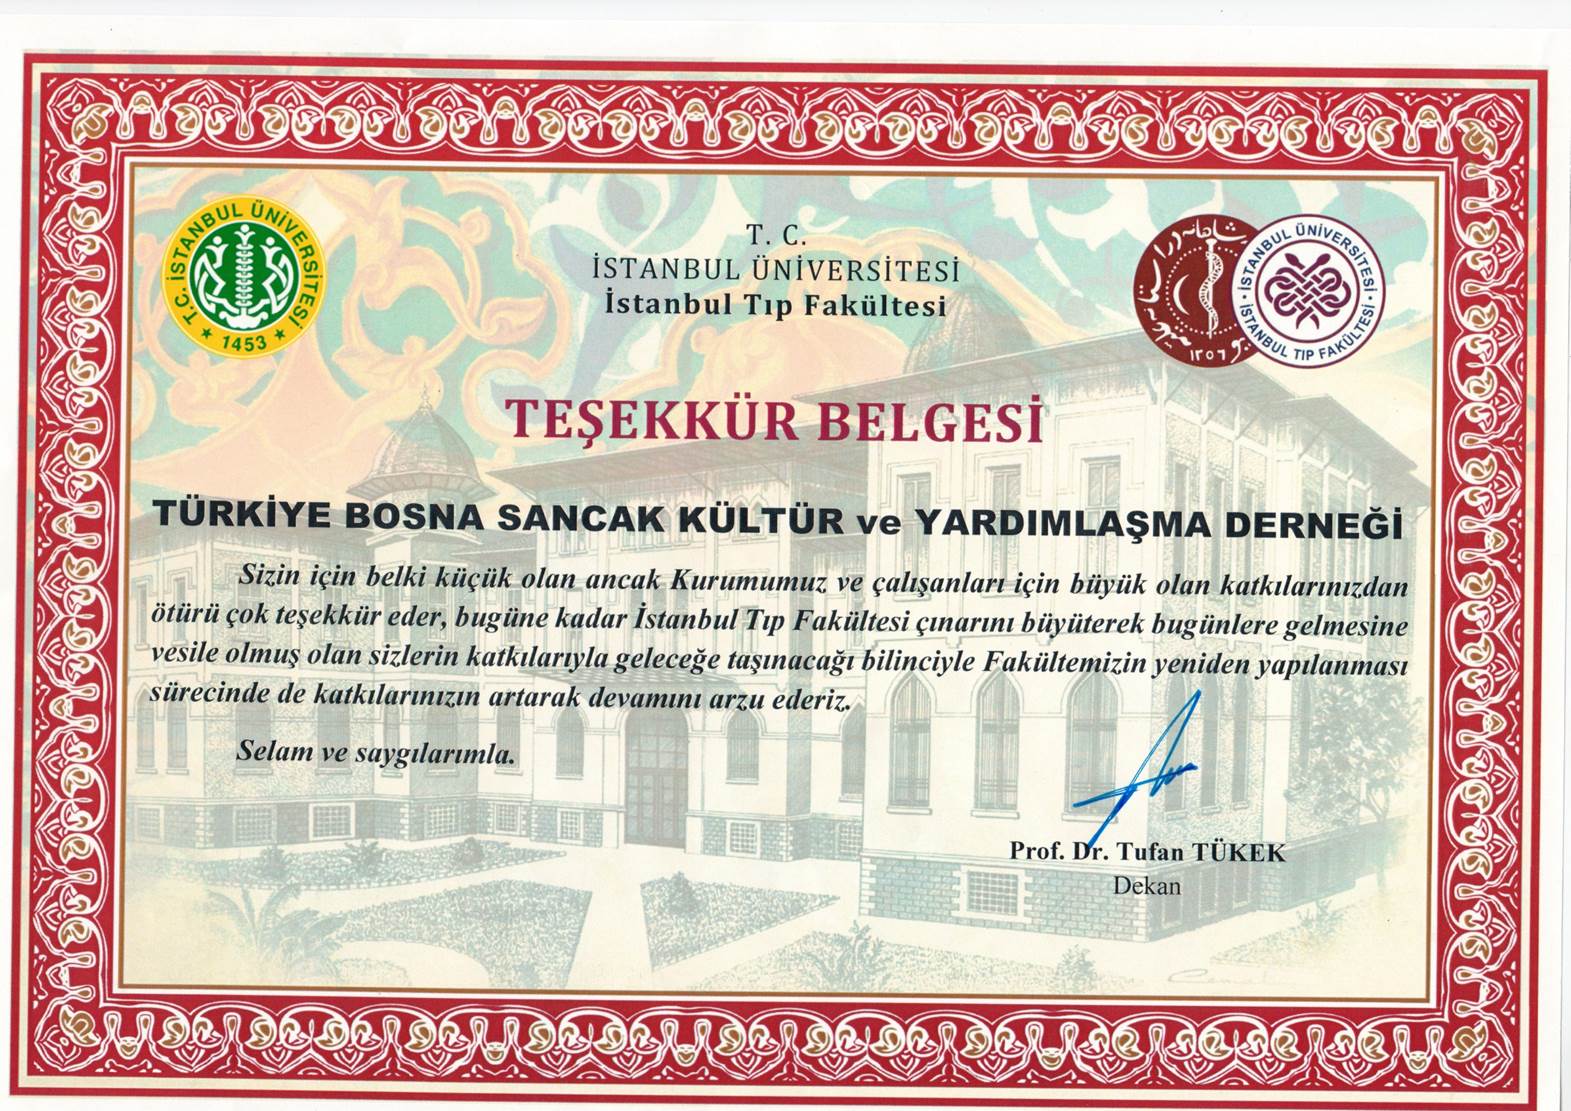 T.C. İSTANBUL ÜNİVERSİTESİ
1453
T. C.
İSTANBUL ÜNİVERSİTESİ
İstanbul Tıp Fakültesi
١٢٥٦
İSTANBUL ÜNİVERSİTESİ
İSTANBUL TIP FAKÜLTESİ
TEŞEKKÜR BELGESİ
TÜRKİYE BOSNA SANCAK KÜLTÜR ve YARDIMLAŞMA DERNEĞİ
Sizin için belki küçük olan ancak Kurumumuz ve çalışanları için büyük olan katkılarınızdan
ötürü çok teşekkür eder, bugüne kadar İstanbul Tıp Fakültesi çınarını büyüterek bugünlere gelmesine
vesile olmuş olan sizlerin katkılarıyla geleceğe taşınacağı bilinciyle Fakültemizin yeniden yapılanması
sürecinde de katkılarınızın artarak devamını arzu ederiz.
Selam ve saygılarımla.
Prof. Dr. Tufan TÜKEK
Dekan